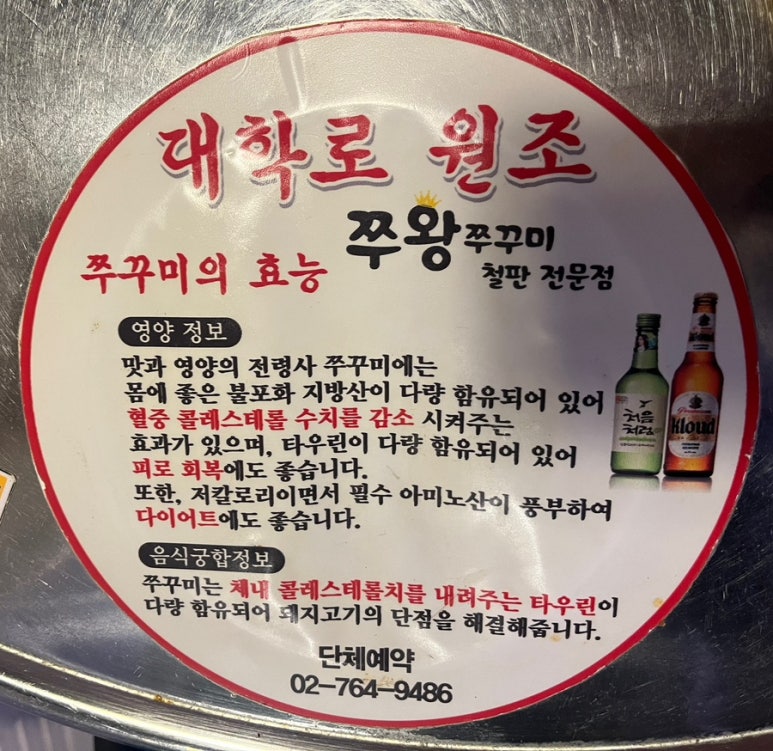 대학로 원조
쭈왕 쭈꾸미
철판 전문점
쭈꾸미의 효능
영양 정보
맛과 영양의 전령사 쭈꾸미에는
몸에 좋은 불포화 지방산이 다량 함유되어 있어
혈중 콜레스테롤 수치를 감소 시켜주는
효과가 있으며, 타우린이 다량 함유되어 있어
피로 회복에도 좋습니다.
또한, 저칼로리이면서 필수 아미노산이 풍부하여
다이어트에도 좋습니다.
처음
처럼
Kloud
음식궁합정보
쭈꾸미는 체내 콜레스테롤치를 내려주는 타우린이
다량 함유되어 돼지고기의 단점을 해결해줍니다.
단체예약
02-764-9486